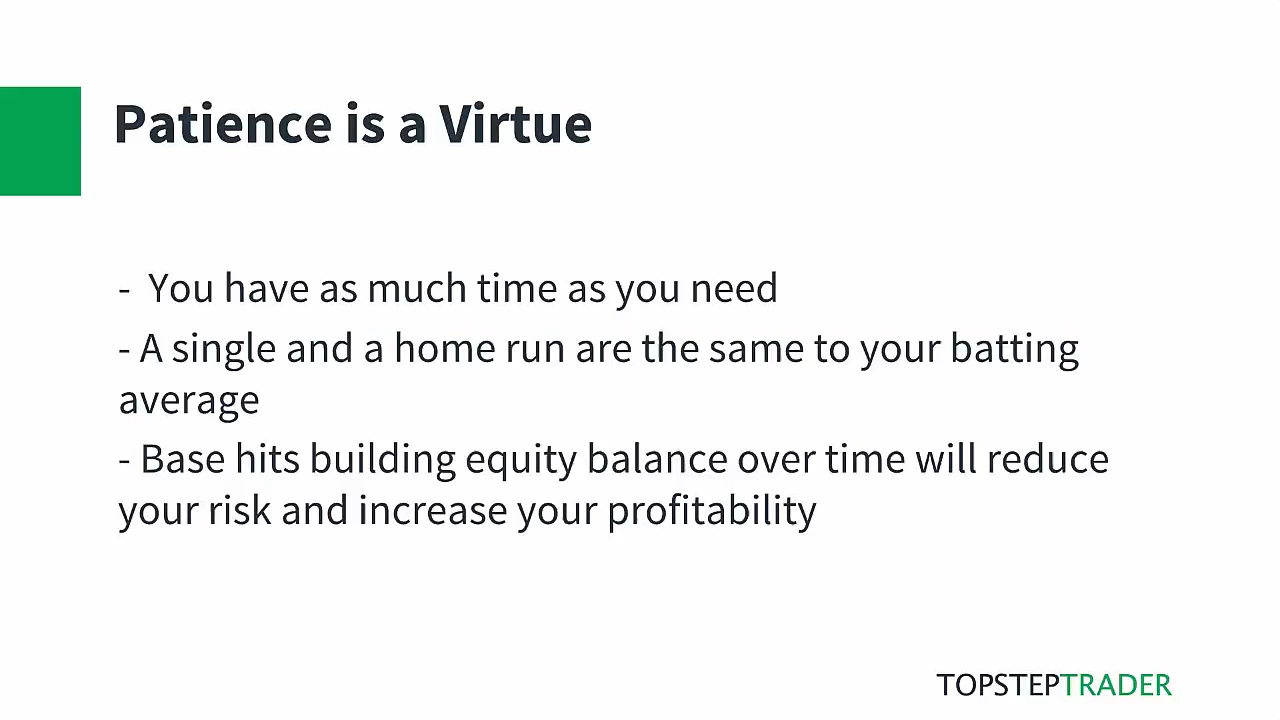 Patience is a Virtue
- You have as much time as you need
- A single and a home run are the same to your batting
average
- Base hits building equity balance over time will reduce
your risk and increase your profitability
TOPSTEPTRADER